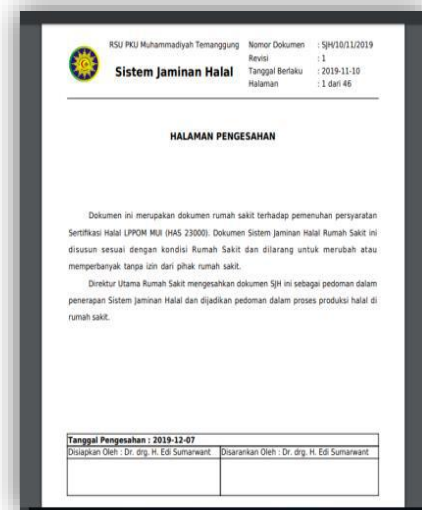 RSU PKU Muhammadiyah Temanggung
Sistem Jaminan Halal
Nomor Dokumen : SJH/10/11/2019
Revisi : 1
Tanggal Berlaku : 2019-11-10
Halaman : 1 dari 46
HALAMAN PENGESAHAN
Dokumen ini merupakan dokumen rumah sakit terhadap pemenuhan persyaratan
Sertifikasi Halal LPPOM MUI (HAS 23000). Dokumen Sistem Jaminan Halal Rumah Sakit ini
disusun sesuai dengan kondisi Rumah Sakit dan dilarang untuk merubah atau
memperbanyak tanpa izin dari pihak rumah sakit.
Direktur Utama Rumah Sakit mengesahkan dokumen SJH ini sebagai pedoman dalam
penerapan Sistem Jaminan Halal dan dijadikan pedoman dalam proses produksi halal di
rumah sakit.
Tanggal Pengesahan : 2019-12-07
Disiapkan Oleh : Dr. drg. H. Edi Sumarwant
Disarankan Oleh : Dr. drg. H. Edi Sumarwant